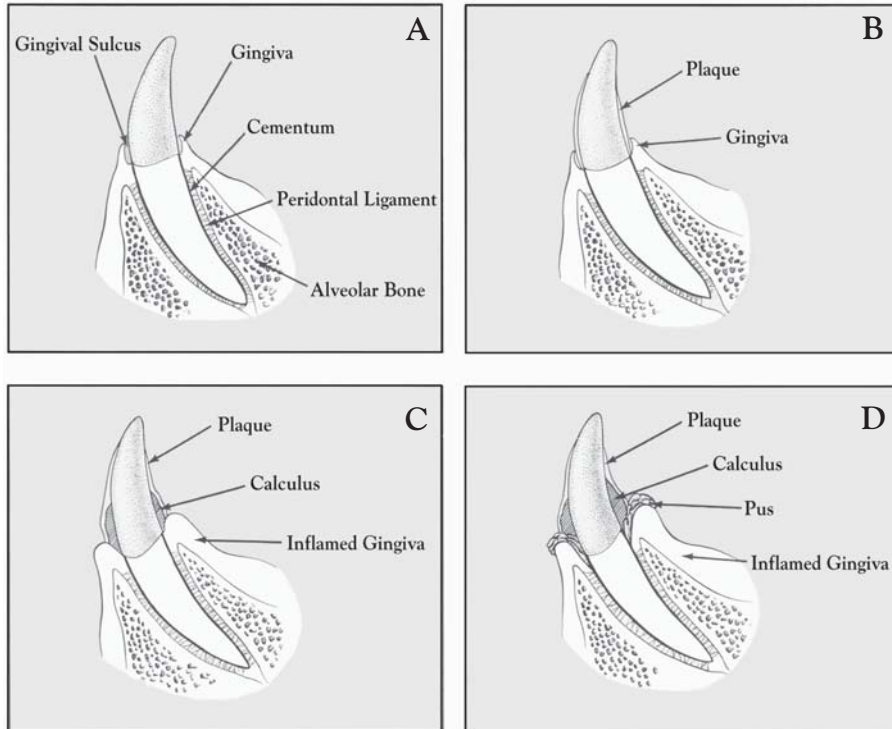 A
Gingival Sulcus
Gingiva
Cementum
Peridontal Ligament
Alveolar Bone
B
Plaque
Gingiva
C
Plaque
Calculus
Inflamed Gingiva
D
Plaque
Calculus
Pus
Inflamed Gingiva